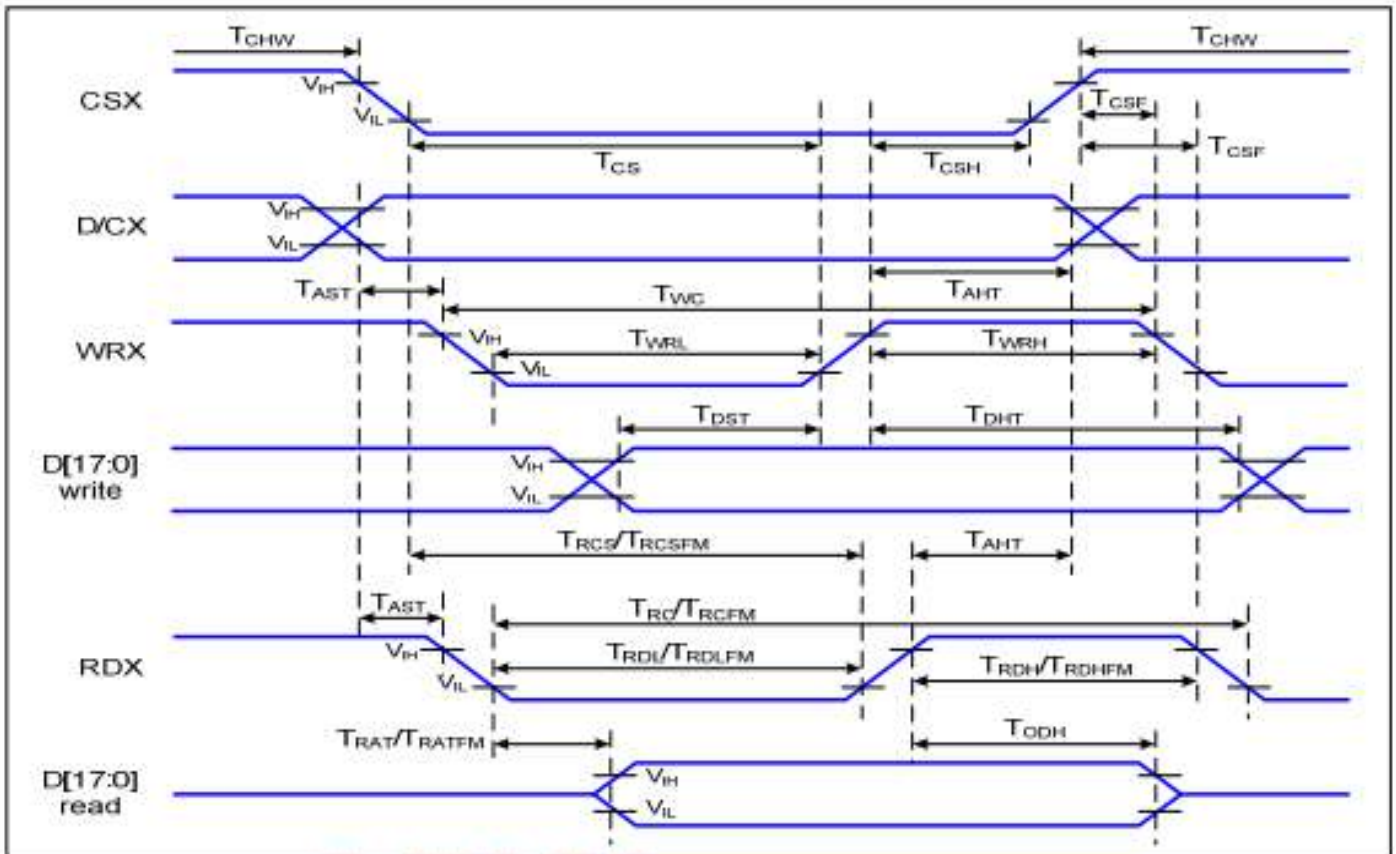 TCHW TCHW
VIH
CSX TCSF
VIL
TCS TCSH TCSF
VIH
D/CX
VIL
TAST TWC TAHT
WRX VIH TWRL TWRH
VIL
TDST TDHT
D[17:0] VIH
write VIL
TRCS/TRCSFM TAHT
TAST TRC/TRCFM
RDX VIH TRDL/TRDLFM TRDH/TRDHFM
VIL
TRAT/TRATFM TODH
D[17:0] VIH
read VIL